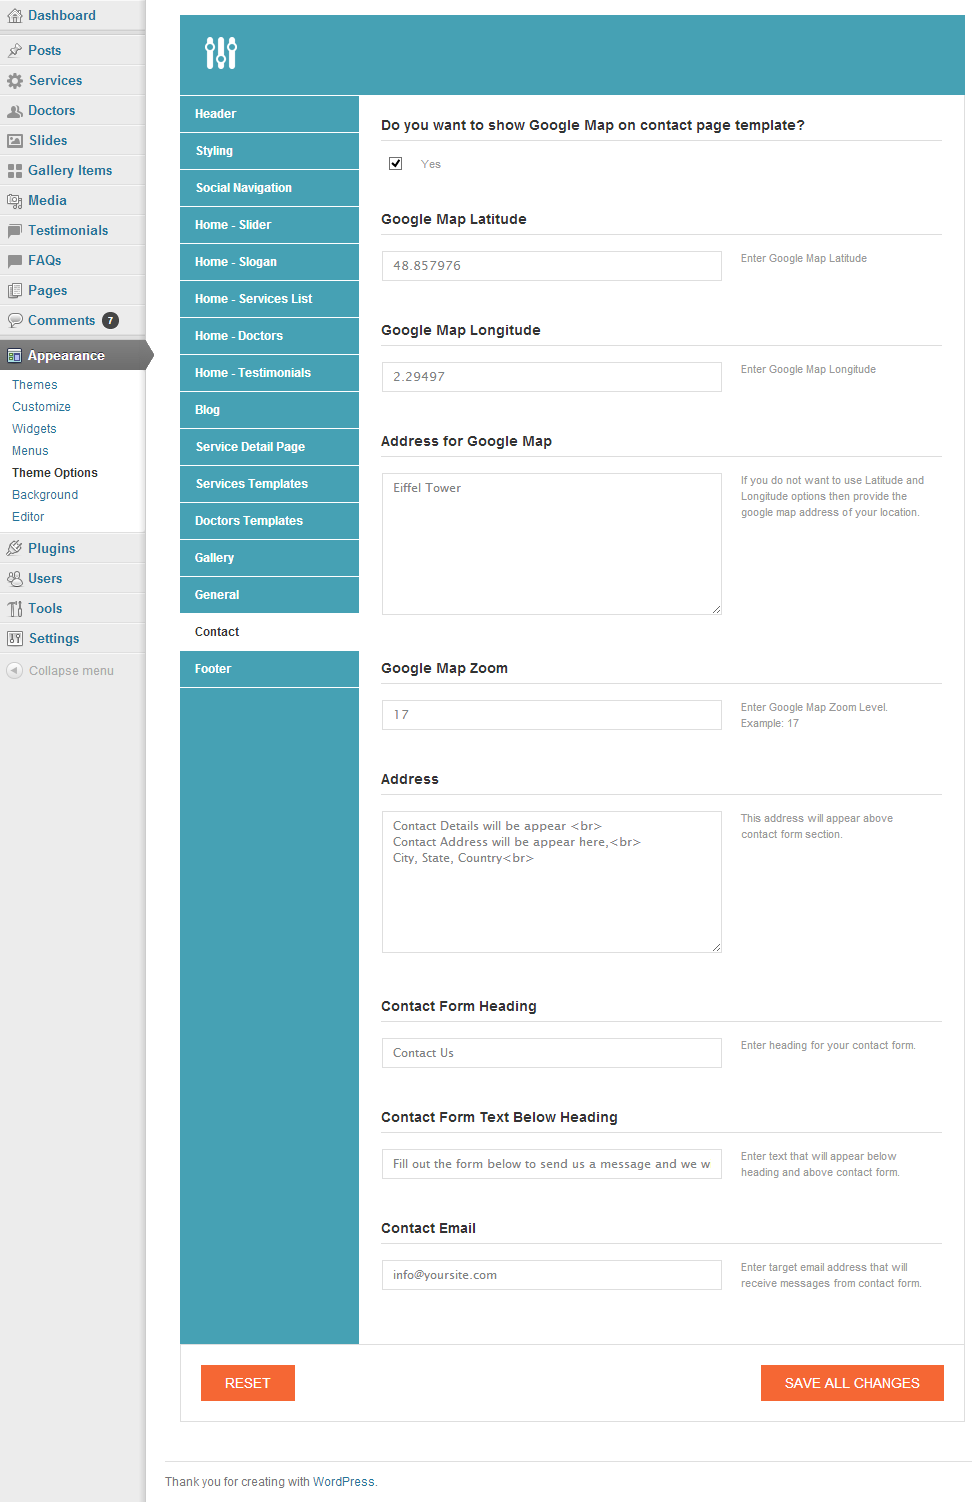 Dashboard
Posts
Services
Doctors
Slides
Gallery Items
Media
Testimonials
FAQs
Pages
Comments 7
Appearance
Themes
Customize
Widgets
Menus
Theme Options
Background
Editor
Plugins
Users
Tools
Settings
Collapse menu
Header
Styling
Social Navigation
Home - Slider
Home - Slogan
Home - Services List
Home - Doctors
Home - Testimonials
Blog
Service Detail Page
Services Templates
Doctors Templates
Gallery
General
Contact
Footer
Do you want to show Google Map on contact page template?
Yes
Google Map Latitude
48.857976
Enter Google Map Latitude
Google Map Longitude
2.29497
Enter Google Map Longitude
Address for Google Map
Eiffel Tower
If you do not want to use Latitude and
Longitude options then provide the
google map address of your location.
Google Map Zoom
17
Enter Google Map Zoom Level.
Example: 17
Address
Contact Details will be appear <br>
Contact Address will be appear here,<br>
City, State, Country<br>
This address will appear above
contact form section.
Contact Form Heading
Contact Us
Enter heading for your contact form.
Contact Form Text Below Heading
Fill out the form below to send us a message and we w
Enter text that will appear below
heading and above contact form.
Contact Email
info@yoursite.com
Enter target email address that will
receive messages from contact form.
RESET
SAVE ALL CHANGES
Thank you for creating with WordPress.